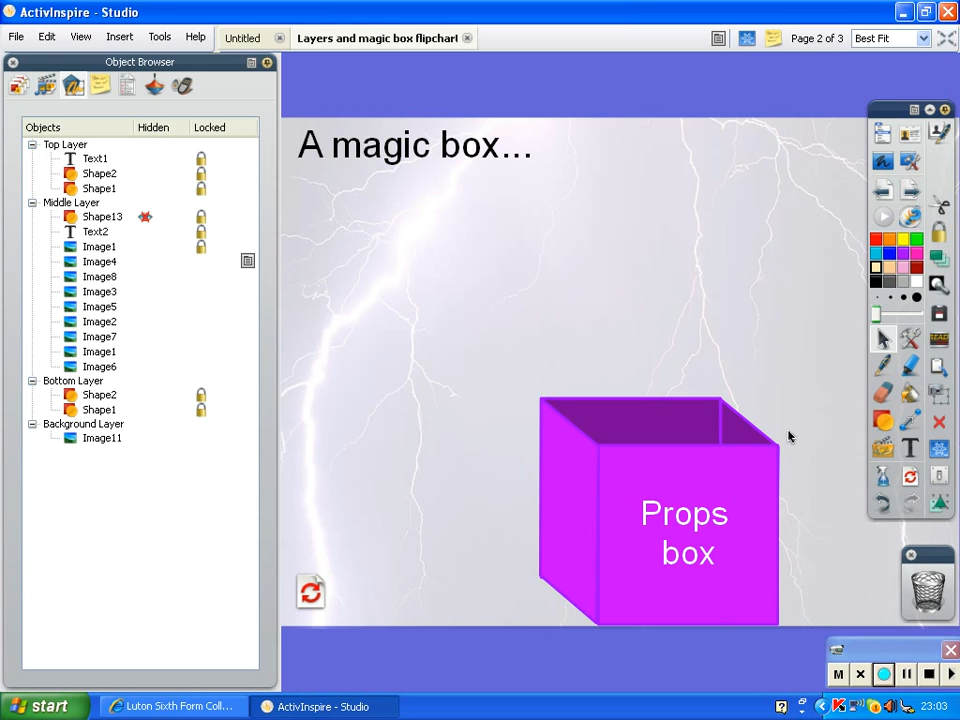 ActivInspire - Studio
File Edit View Insert Tools Help
Untitled
Layers and magic box flipchart
Page 2 of 3
Best Fit
Object Browser
Objects Hidden Locked
Top Layer
Text1
Shape2
Shape1
Middle Layer
Shape13
Text2
Image1
Image4
Image8
Image3
Image5
Image2
Image7
Image1
Image6
Bottom Layer
Shape2
Shape1
Background Layer
Image11
A magic box...
Props
box
M
start
Luton Sixth Form Coll...
ActivInspire - Studio
23:03